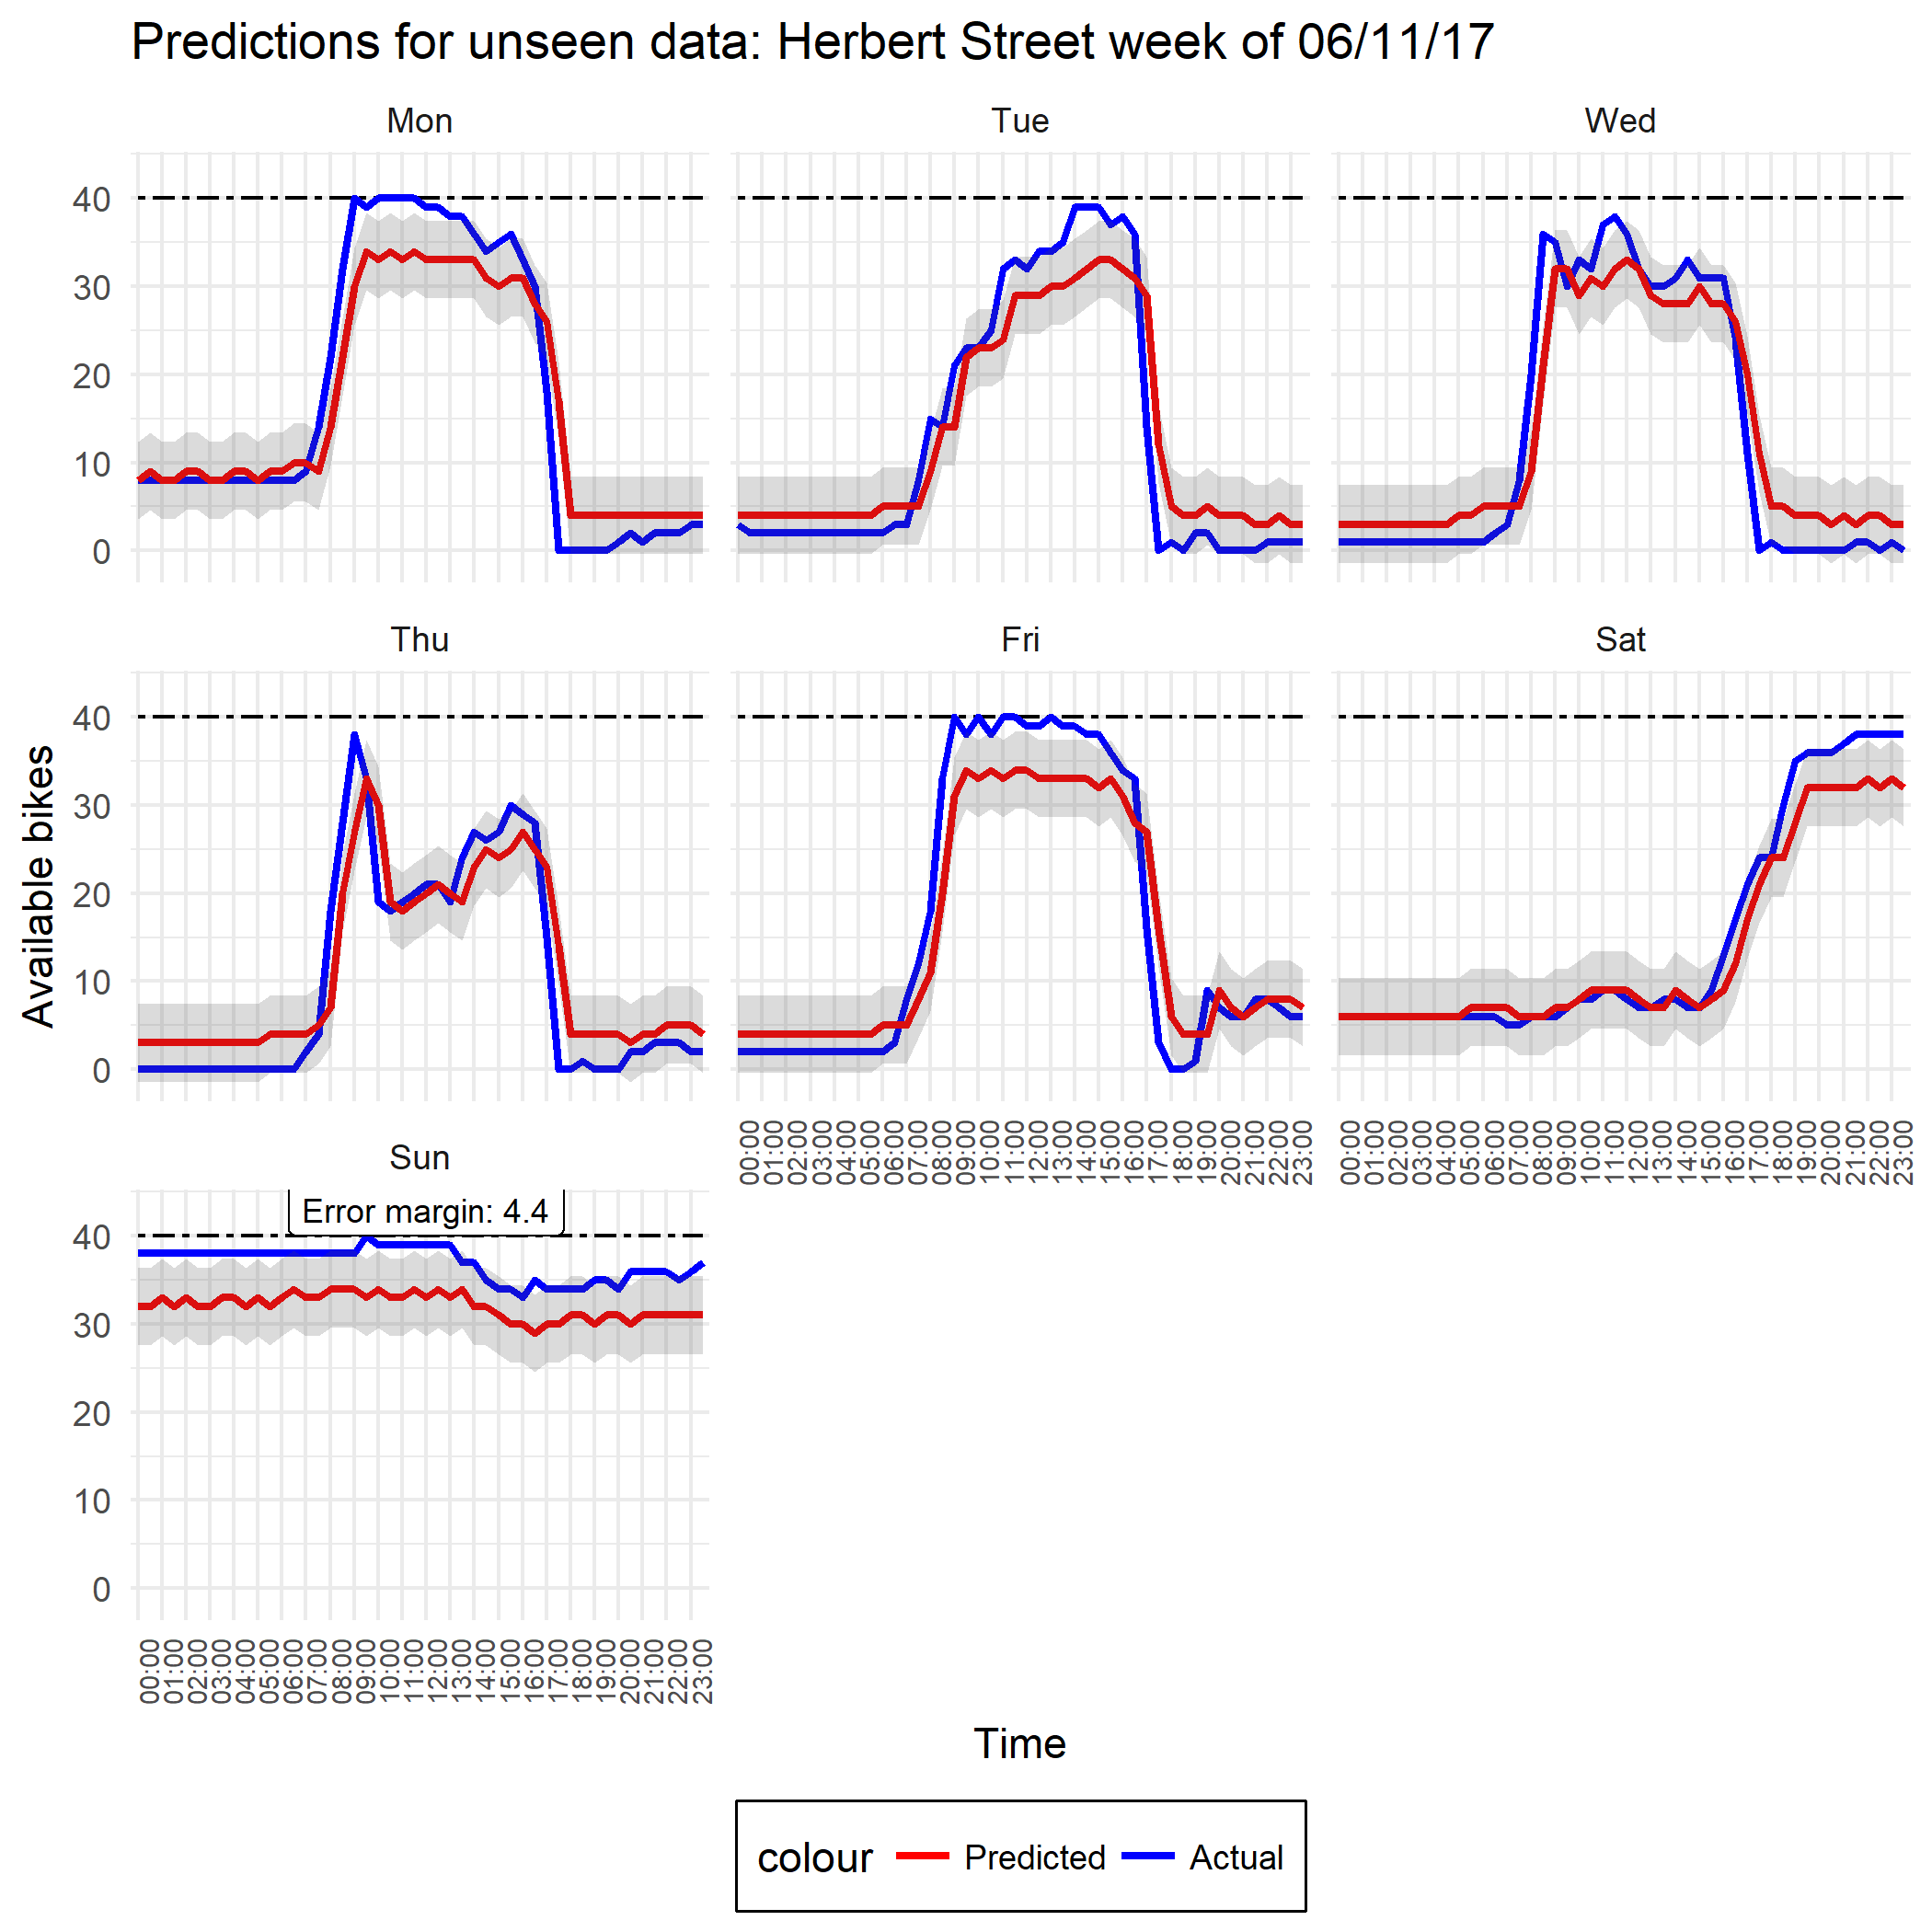 Predictions for unseen data: Herbert Street week of 06/11/17
Mon
Tue
Wed
40
30
20
10
0
Thu
Fri
Sat
40
30
20
10
0
Available bikes
00:00 01:00 02:00 03:00 04:00 05:00 06:00 07:00 08:00 09:00 10:00 11:00 12:00 13:00 14:00 15:00 16:00 17:00 18:00 19:00 20:00 21:00 22:00 23:00
00:00 01:00 02:00 03:00 04:00 05:00 06:00 07:00 08:00 09:00 10:00 11:00 12:00 13:00 14:00 15:00 16:00 17:00 18:00 19:00 20:00 21:00 22:00 23:00
Sun
Error margin: 4.4
40
30
20
10
0
00:00 01:00 02:00 03:00 04:00 05:00 06:00 07:00 08:00 09:00 10:00 11:00 12:00 13:00 14:00 15:00 16:00 17:00 18:00 19:00 20:00 21:00 22:00 23:00
Time
colour Predicted Actual